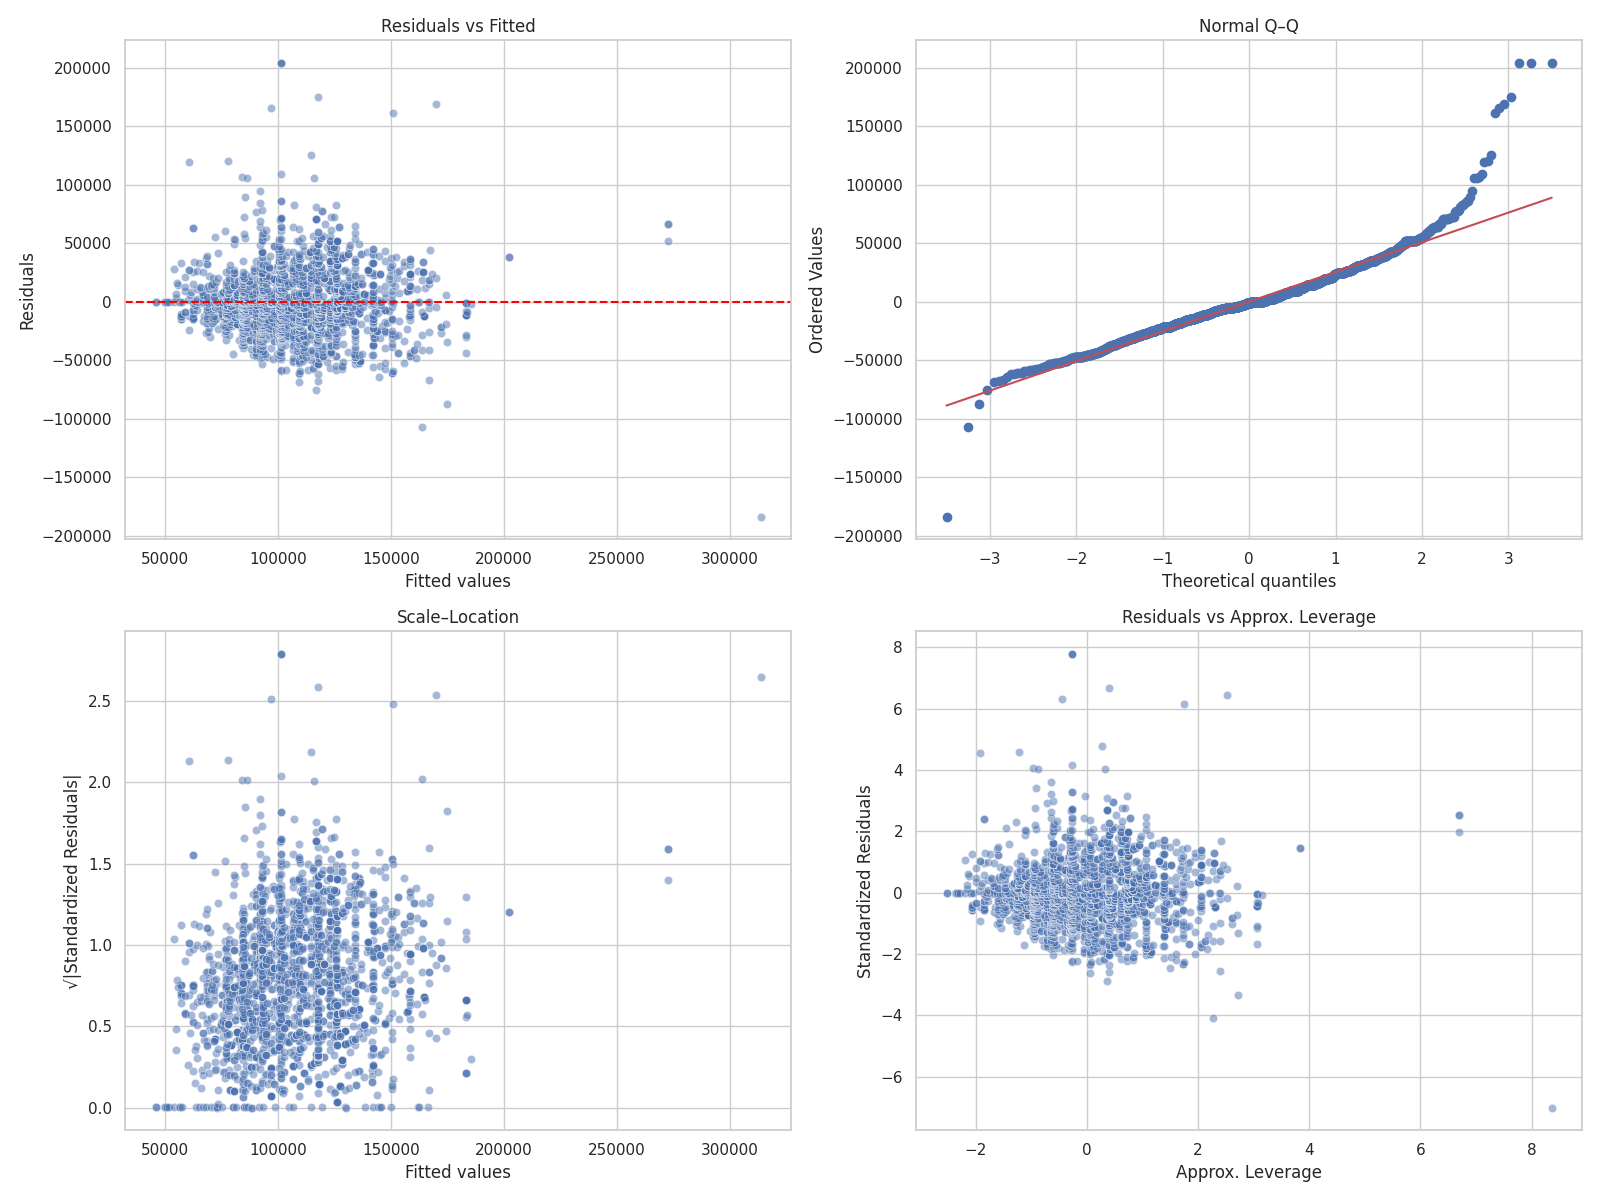 Residuals vs Fitted
200000
150000
100000
50000
0
−50000
−100000
−150000
−200000
Residuals
50000 100000 150000 200000 250000 300000
Fitted values
Normal Q–Q
200000
150000
100000
50000
0
−50000
−100000
−150000
−200000
Ordered Values
−3 −2 −1 0 1 2 3
Theoretical quantiles
Scale–Location
2.5
2.0
1.5
1.0
0.5
0.0
√|Standardized Residuals|
50000 100000 150000 200000 250000 300000
Fitted values
Residuals vs Approx. Leverage
8
6
4
2
0
−2
−4
−6
Standardized Residuals
−2 0 2 4 6 8
Approx. Leverage